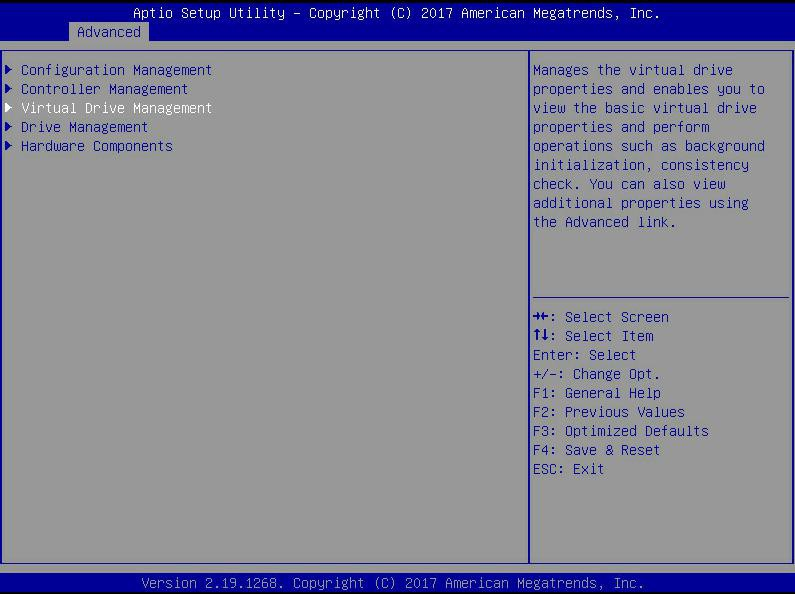 Aptio Setup Utility – Copyright (C) 2017 American Megatrends, Inc.
Advanced
Configuration Management
Controller Management
Virtual Drive Management
Drive Management
Hardware Components
Manages the virtual drive
properties and enables you to
view the basic virtual drive
properties and perform
operations such as background
initialization, consistency
check. You can also view
additional properties using
the Advanced link.
→←: Select Screen
↑↓: Select Item
Enter: Select
+/-: Change Opt.
F1: General Help
F2: Previous Values
F3: Optimized Defaults
F4: Save & Reset
ESC: Exit
Version 2.19.1268. Copyright (C) 2017 American Megatrends, Inc.